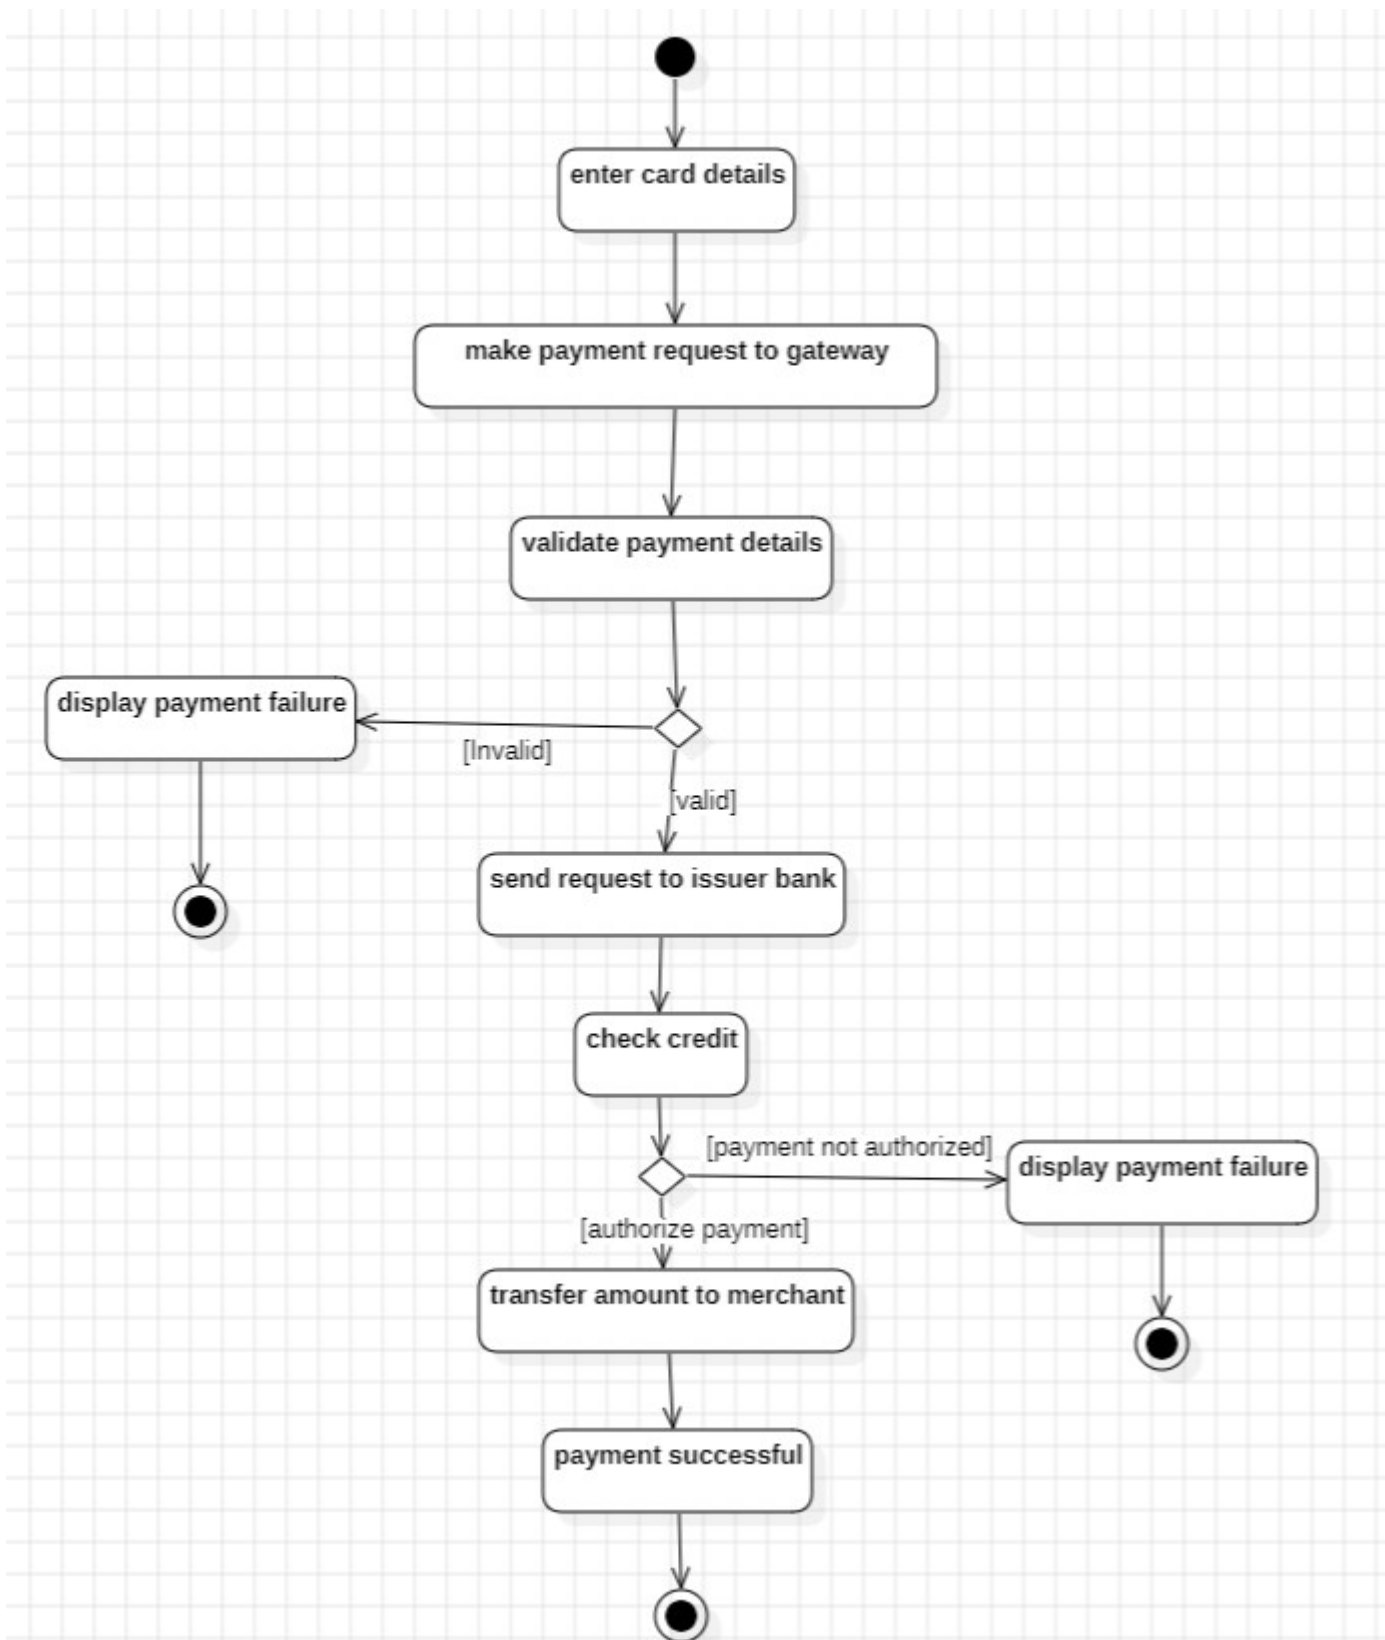 enter card details
make payment request to gateway
validate payment details
display payment failure
[Invalid]
[valid]
send request to issuer bank
check credit
[payment not authorized]
display payment failure
[authorize payment]
transfer amount to merchant
payment successful